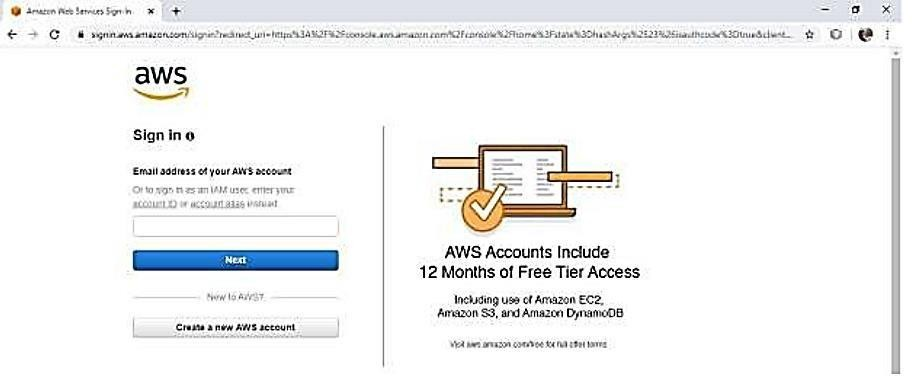 Amazon Web Services Sign-In
signin.aws.amazon.com/signin?redirect_uri=https%3A%2F%2Fconsole.aws.amazon.com%2Fconsole%2Fhome%3Fstate%3DhashArgs%2523%26isauthcode%3Dtrue&client...
aws
Sign in
Email address of your AWS account
Or to sign in as an IAM user, enter your
account ID or account alias instead.
Next
New to AWS?
Create a new AWS account
AWS Accounts Include
12 Months of Free Tier Access
Including use of Amazon EC2,
Amazon S3, and Amazon DynamoDB
Visit aws.amazon.com/free for full offer terms